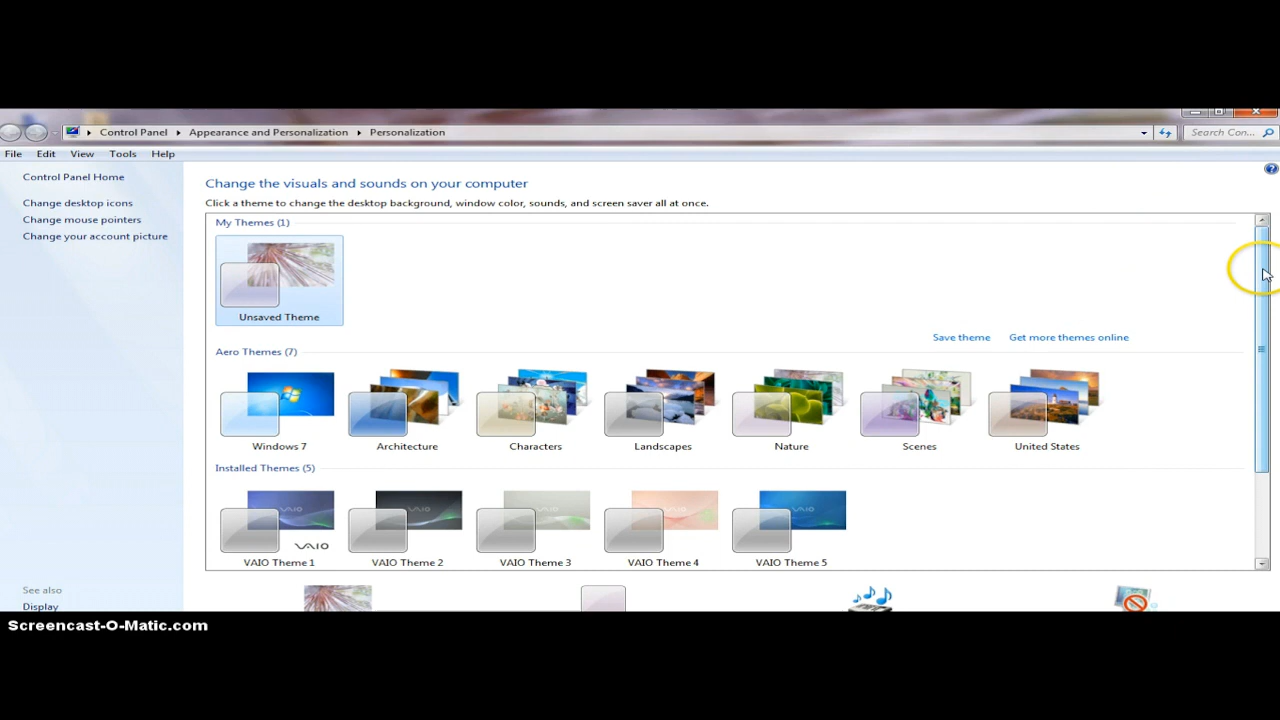 Control Panel Appearance and Personalization Personalization Search Con...
File Edit View Tools Help
Control Panel Home
Change desktop icons
Change mouse pointers
Change your account picture
Change the visuals and sounds on your computer
Click a theme to change the desktop background, window color, sounds, and screen saver all at once.
My Themes (1)
Unsaved Theme
Save theme Get more themes online
Aero Themes (7)
Windows 7 Architecture Characters Landscapes Nature Scenes United States
Installed Themes (5)
VAIO
VAIO Theme 1 VAIO Theme 2 VAIO Theme 3 VAIO Theme 4 VAIO Theme 5
See also
Display
Screencast-O-Matic.com